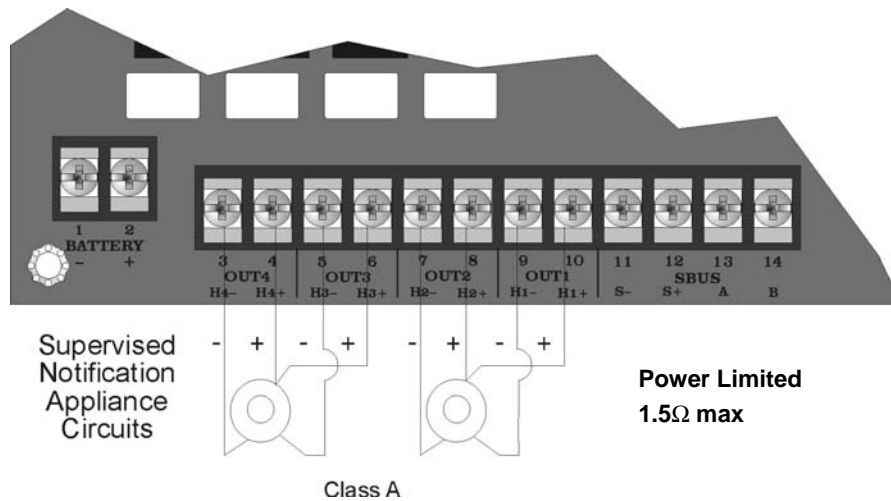 1 2
BATTERY
- +
3 4 5 6 7 8 9 10 11 12 13 14
OUT4 OUT3 OUT2 OUT1 SBUS
H4- H4+ H3- H3+ H2- H2+ H1- H1+ S- S+ A B
- + - + - + - +
Supervised
Notification
Appliance
Circuits
Power Limited
1.5Ω max
Class A